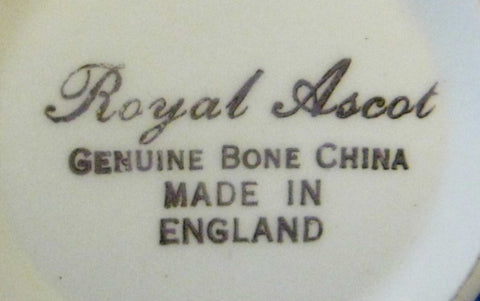 Royal Ascot
GENUINE BONE CHINA
MADE IN
ENGLAND